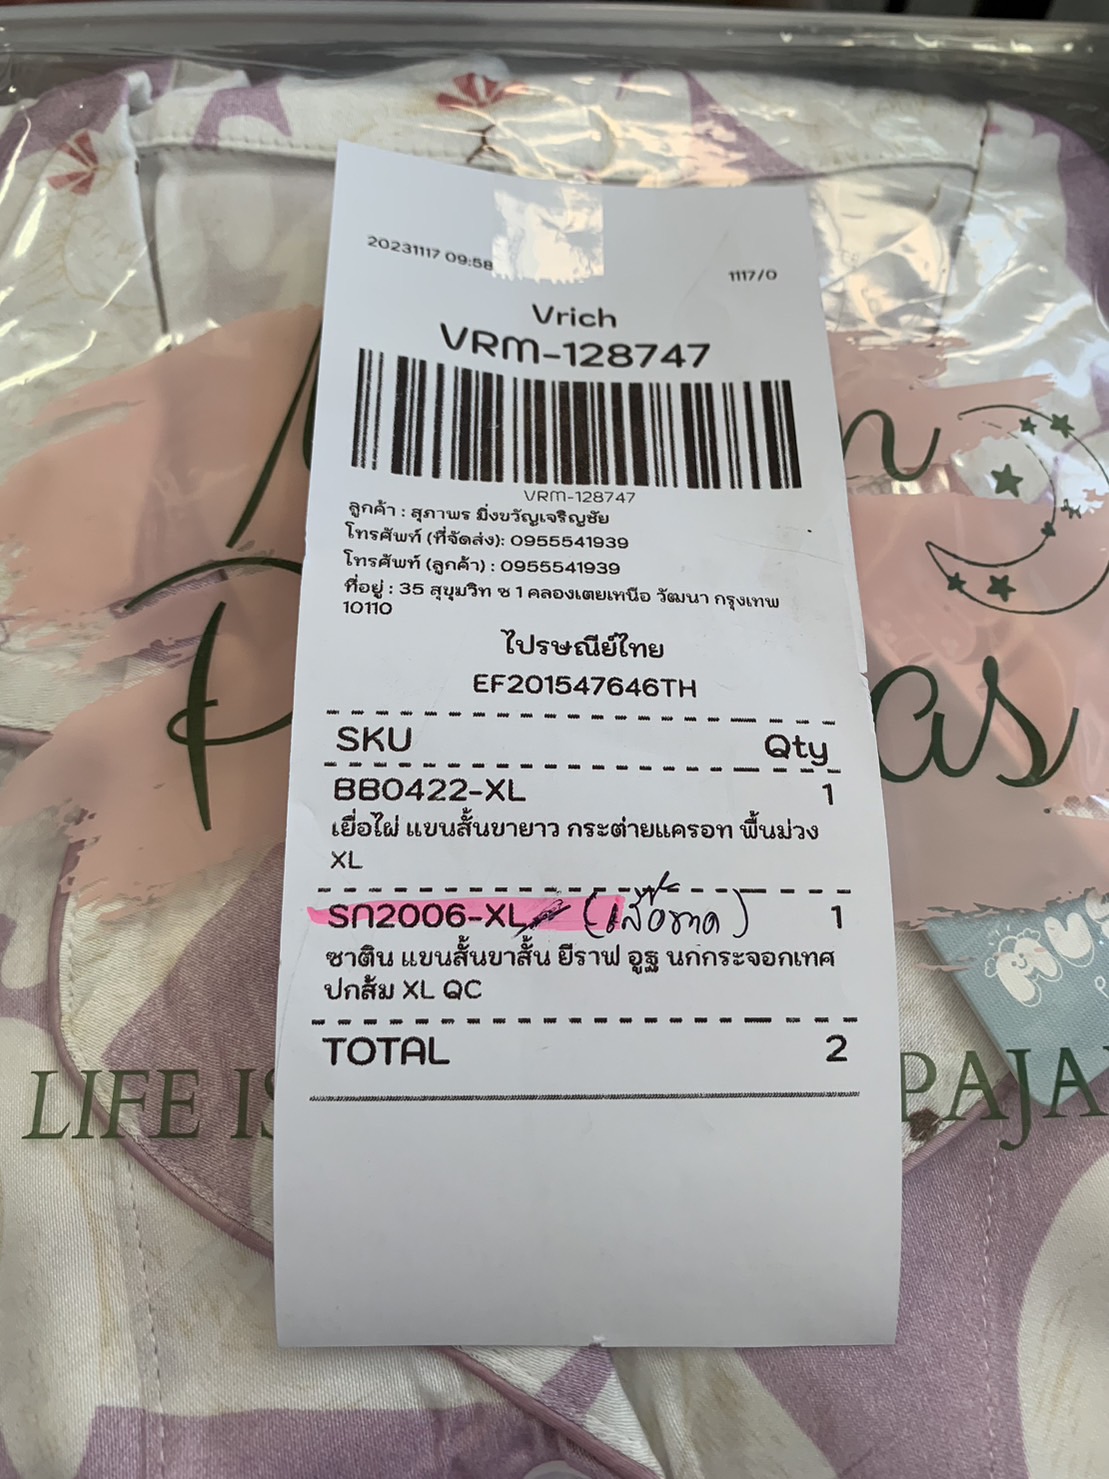 20231117 09:58
1117/0
Vrich
VRM-128747
VRM-128747
ลูกค้า : สุภาพร มิ่งขวัญเจริญชัย
โทรศัพท์ (ที่จัดส่ง): 0955541939
โทรศัพท์ (ลูกค้า) : 0955541939
ที่อยู่ : 35 สุขุมวิท ซ 1 คลองเตยเหนือ วัฒนา กรุงเทพ
10110
ไปรษณีย์ไทย
EF201547646TH
SKU Qty
BB0422-XL 1
เยื่อไผ่ แขนสั้นขายาว กระต่ายแครอท พื้นม่วง
XL
Sก2006-XL (เสื้อขาด) 1
ซาติน แขนสั้นขาสั้น ยีราฟ อูฐ นกกระจอกเทศ
ปกส้ม XL QC
TOTAL 2
LIFE IS PAJA